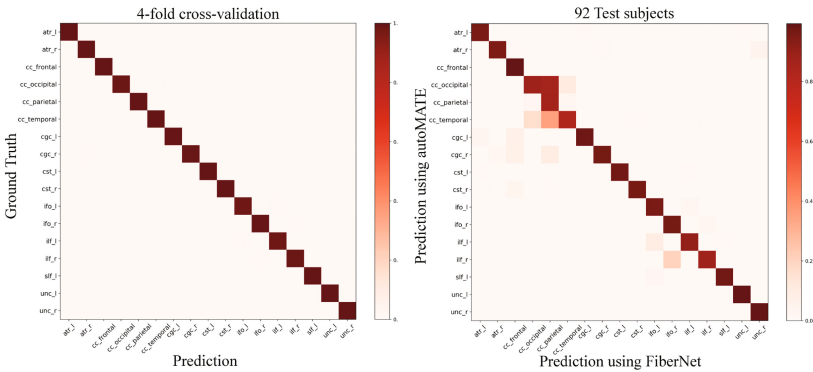 4-fold cross-validation
Ground Truth
atr_l
atr_r
cc_frontal
cc_occipital
cc_parietal
cc_temporal
cgc_l
cgc_r
cst_l
cst_r
ifo_l
ifo_r
ilf_l
ilf_r
slf_l
unc_l
unc_r
atr_l
atr_r
cc_frontal
cc_occipital
cc_parietal
cc_temporal
cgc_l
cgc_r
cst_l
cst_r
ifo_l
ifo_r
ilf_l
ilf_r
slf_l
unc_l
unc_r
Prediction
1.
0.
0.
0.
0.
0.
92 Test subjects
Prediction using autoMATE
atr_l
atr_r
cc_frontal
cc_occipital
cc_parietal
cc_temporal
cgc_l
cgc_r
cst_l
cst_r
ifo_l
ifo_r
ilf_l
ilf_r
slf_l
unc_l
unc_r
atr_l
atr_r
cc_frontal
cc_occipital
cc_parietal
cc_temporal
cgc_l
cgc_r
cst_l
cst_r
ifo_l
ifo_r
ilf_l
ilf_r
slf_l
unc_l
unc_r
Prediction using FiberNet
0.8
0.6
0.4
0.2
0.0